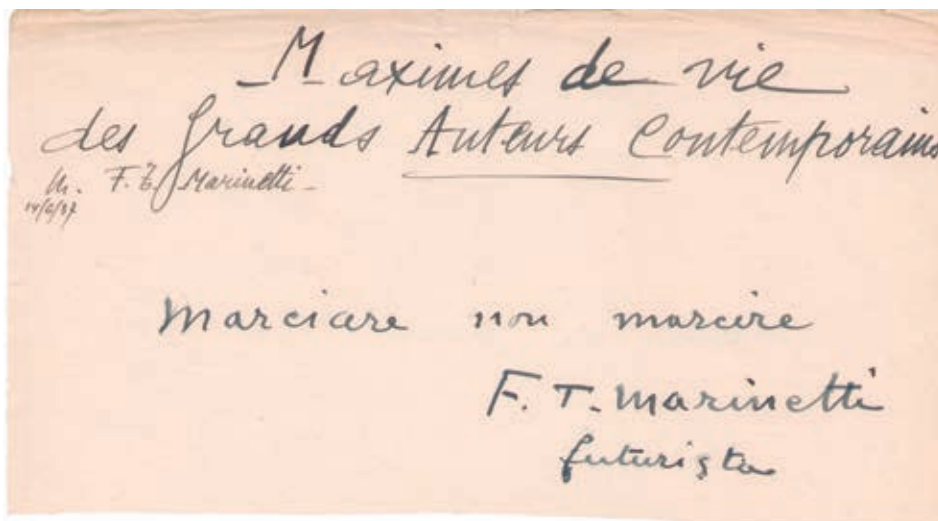 Maximes de vie
des Grands Auteurs Contemporains
M. F. T. Marinetti
Marciare non marcire
F. T. Marinetti
futurista